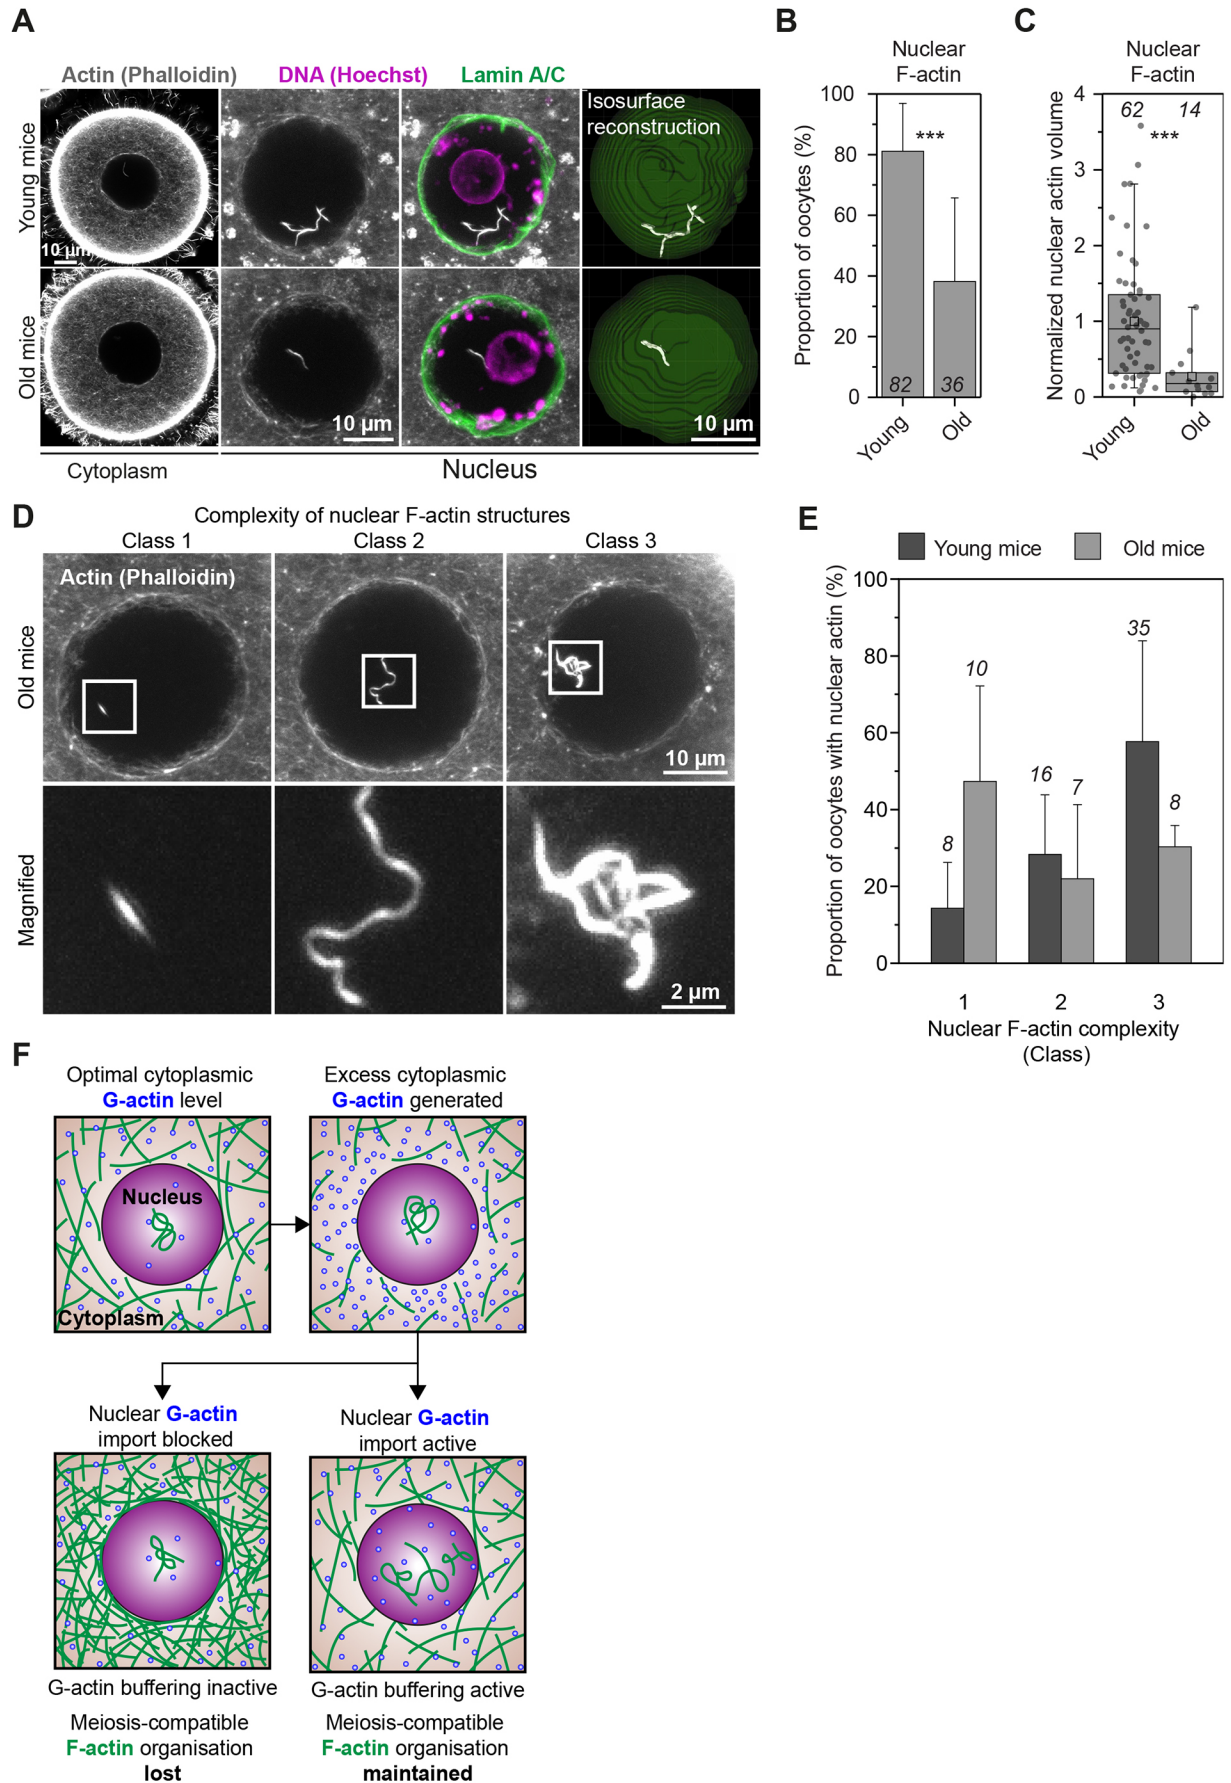 A
Actin (Phalloidin)
DNA (Hoechst)
Lamin A/C
Young mice
Old mice
10 µm
Isosurface
reconstruction
10 µm
10 µm
Cytoplasm
Nucleus
B
Nuclear
F-actin
Proportion of oocytes (%)
100
80
60
40
20
0
***
82
36
Young
Old
C
Nuclear
F-actin
Normalized nuclear actin volume
4
3
2
1
0
62
14
***
Young
Old
D
Complexity of nuclear F-actin structures
Class 1
Class 2
Class 3
Actin (Phalloidin)
Old mice
10 µm
Magnified
2 µm
E
Young mice
Old mice
Proportion of oocytes with nuclear actin (%)
100
80
60
40
20
0
8
10
16
7
35
8
1
2
3
Nuclear F-actin complexity
(Class)
F
Optimal cytoplasmic
G-actin level
Excess cytoplasmic
G-actin generated
Nucleus
Cytoplasm
Nuclear G-actin
import blocked
Nuclear G-actin
import active
G-actin buffering inactive
G-actin buffering active
Meiosis-compatible
F-actin organisation
lost
Meiosis-compatible
F-actin organisation
maintained